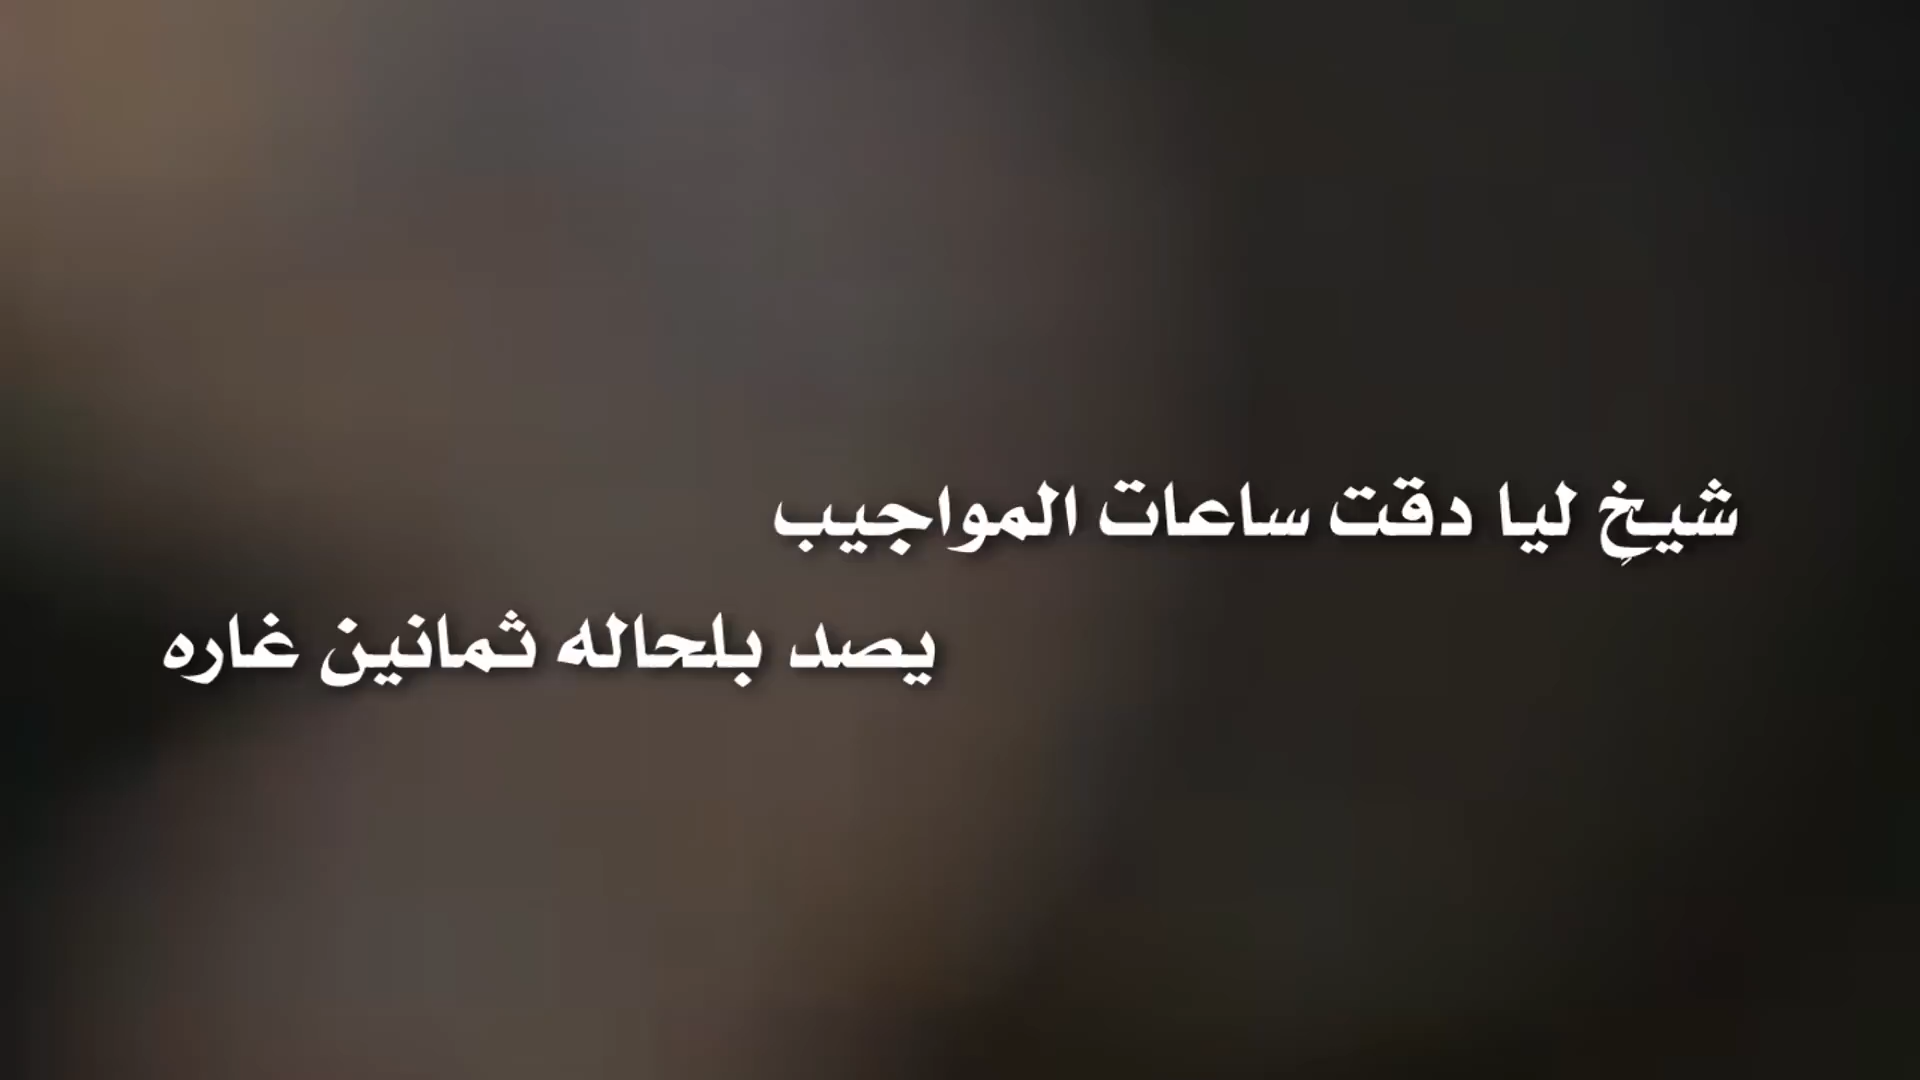 شيخِ ليا دقت ساعات المواجيب
يصد بلحاله ثمانين غاره